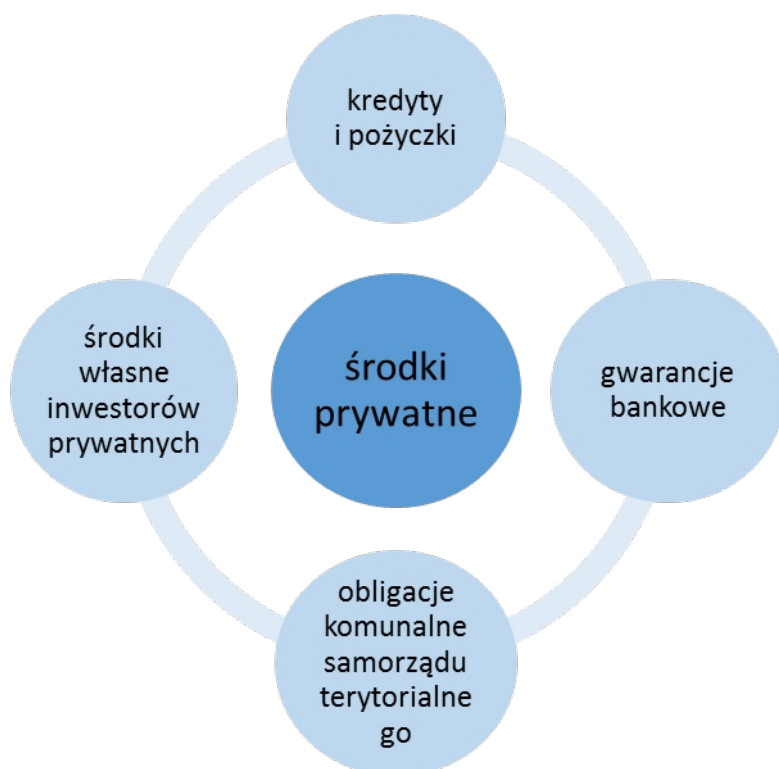 kredyty
i pożyczki
środki
własne
inwestorów
prywatnych
środki
prywatne
gwarancje
bankowe
obligacje
komunalne
samorządu
terytorialne
go